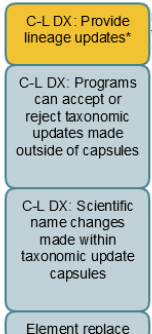 C-L DX: Provide
lineage updates*
C-L DX: Programs
can accept or
reject taxonomic
updates made
outside of capsules
C-L DX: Scientific
name changes
made within
taxonomic update
capsules
Element replace